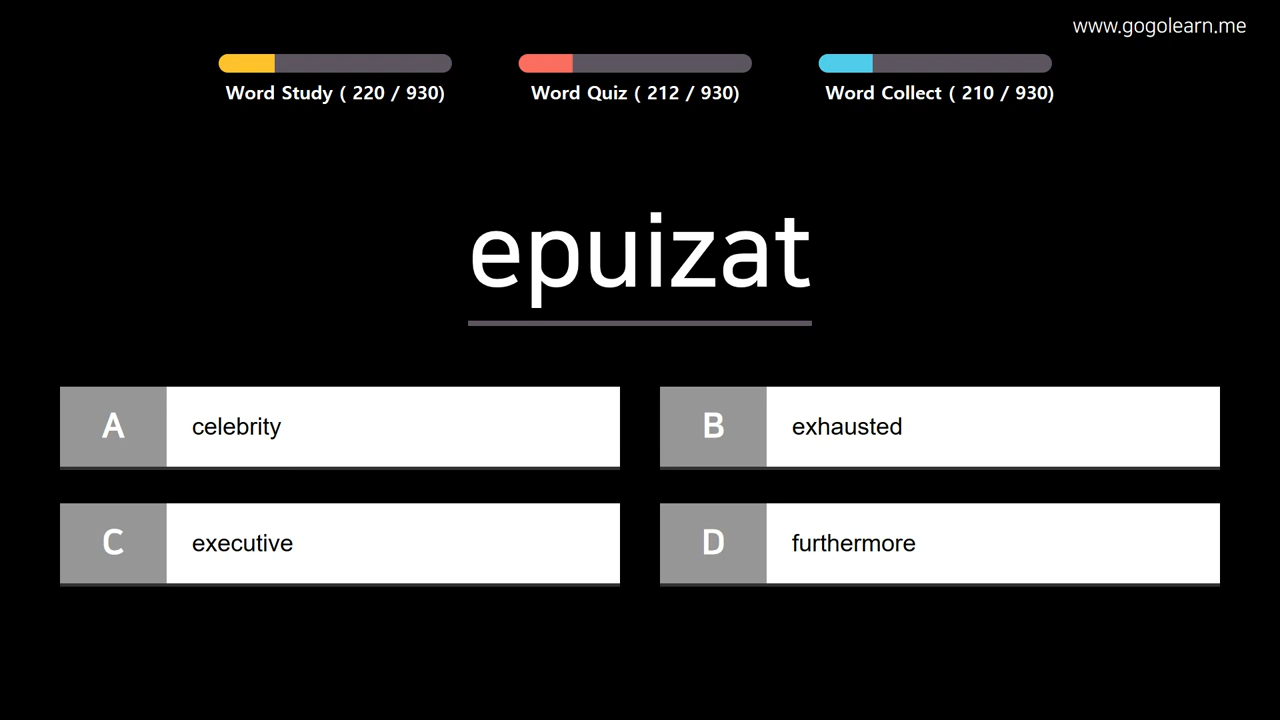 www.gogolearn.me
Word Study ( 220 / 930)
Word Quiz ( 212 / 930)
Word Collect ( 210 / 930)
epuizat
A
celebrity
B
exhausted
C
executive
D
furthermore